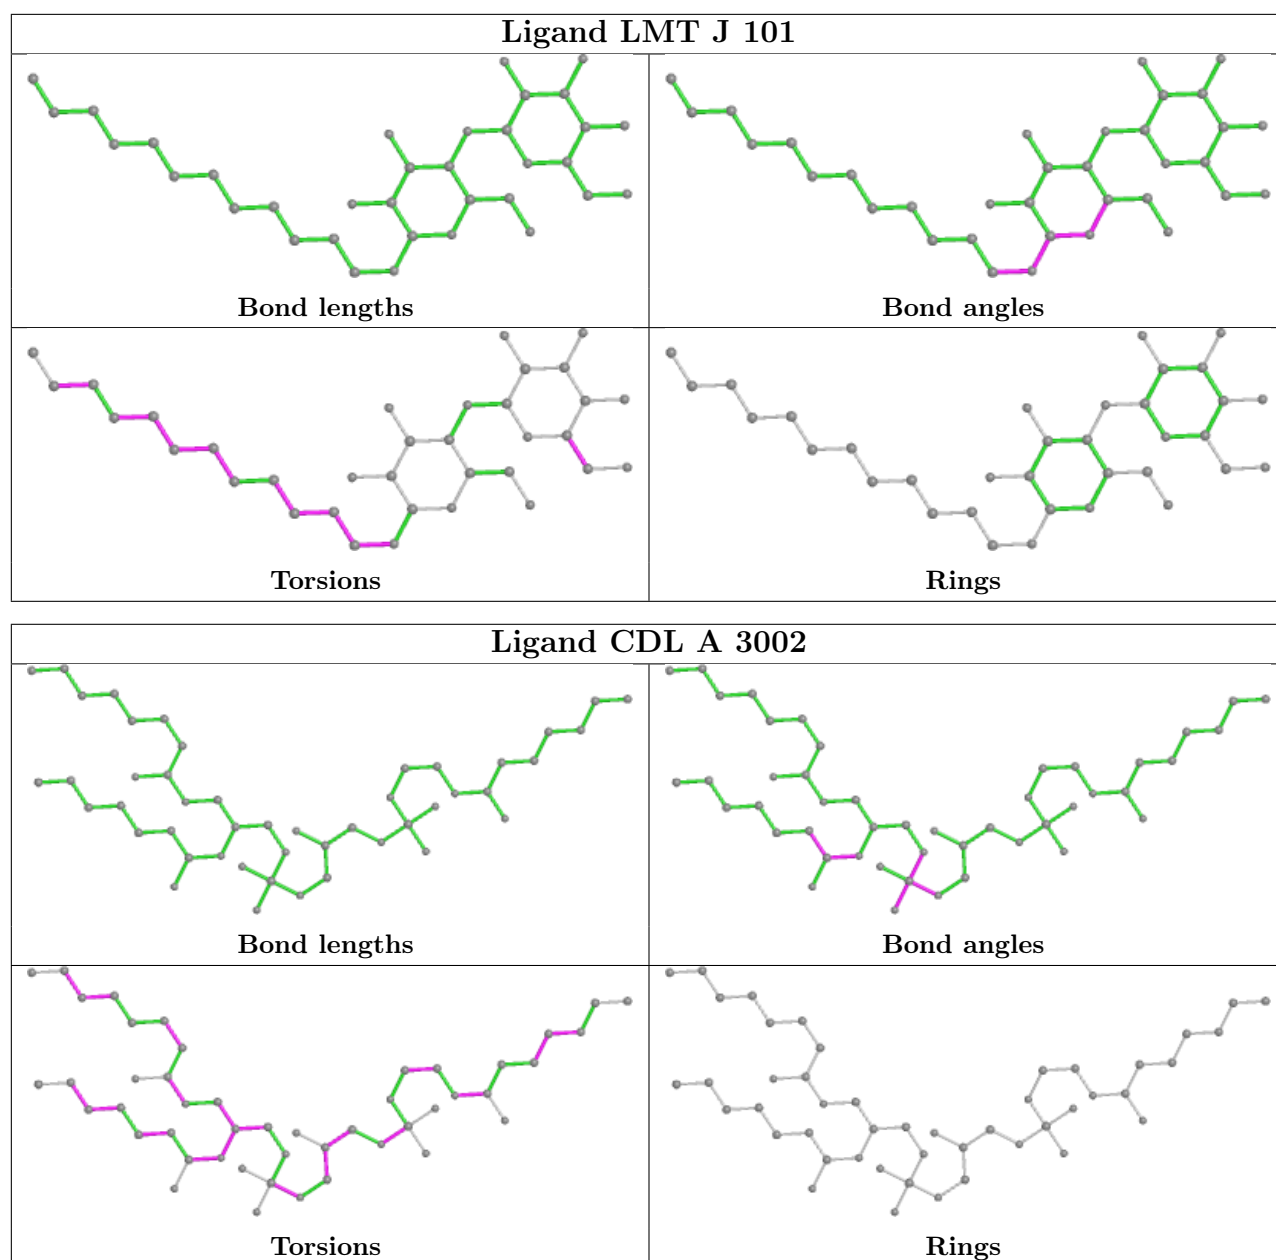 Ligand LMT J 101
Bond lengths
Bond angles
Torsions
Rings
Ligand CDL A 3002
Bond lengths
Bond angles
Torsions
Rings